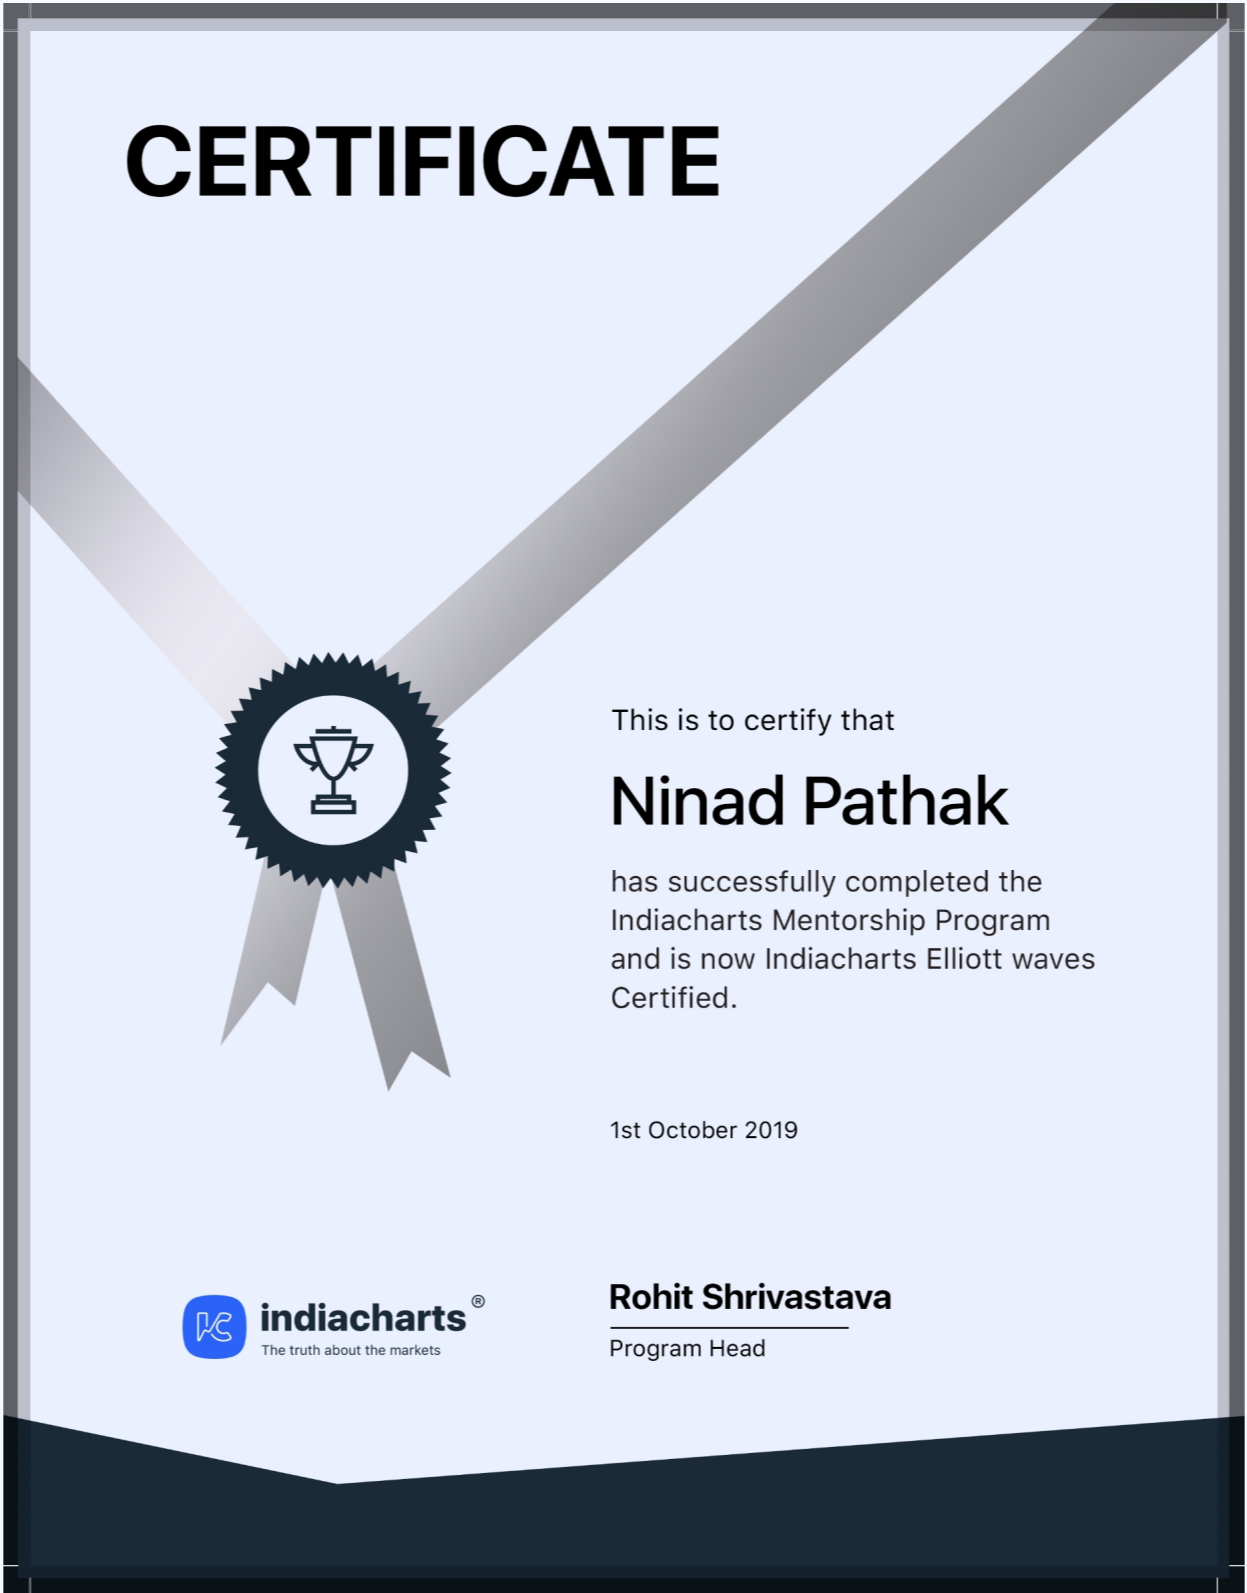 CERTIFICATE
This is to certify that
Ninad Pathak
has successfully completed the
Indiacharts Mentorship Program
and is now Indiacharts Elliott waves
Certified.
1st October 2019
indiacharts®
The truth about the markets
Rohit Shrivastava
Program Head